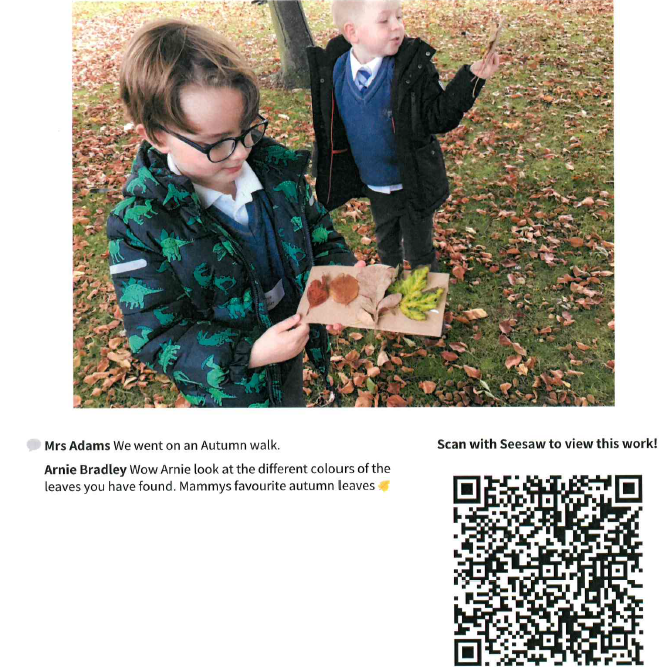 Mrs Adams We went on an Autumn walk.
Arnie Bradley Wow Arnie look at the different colours of the
leaves you have found. Mammys favourite autumn leaves 🍂
Scan with Seesaw to view this work!